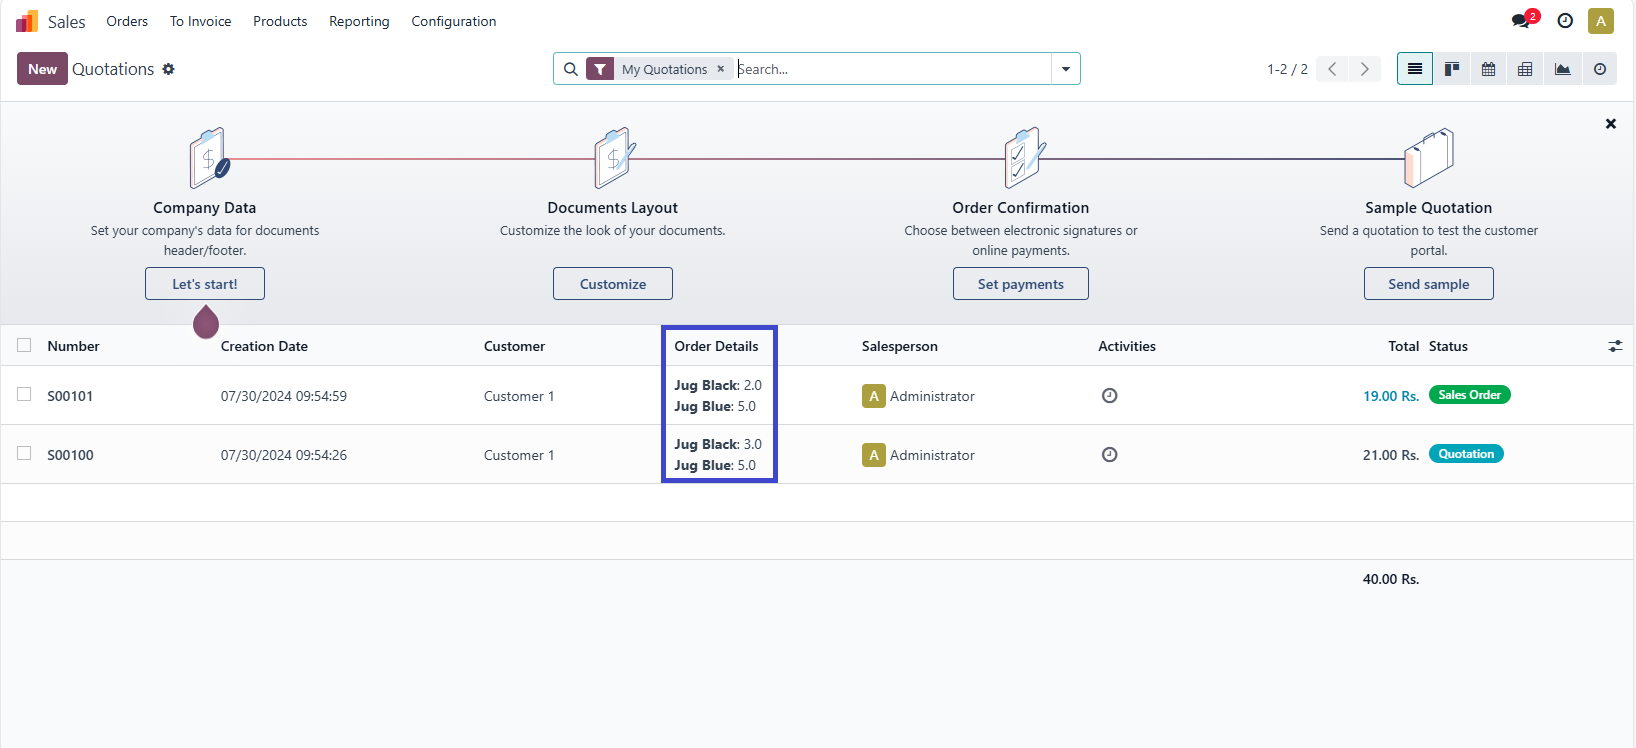 Sales Orders To Invoice Products Reporting Configuration 2 A
New Quotations My Quotations × Search... 1-2 / 2
Company Data
Set your company's data for documents
header/footer.
Let's start!
Documents Layout
Customize the look of your documents.
Customize
Order Confirmation
Choose between electronic signatures or
online payments.
Set payments
Sample Quotation
Send a quotation to test the customer
portal.
Send sample
Number Creation Date Customer Order Details Salesperson Activities Total Status
S00101 07/30/2024 09:54:59 Customer 1 Jug Black: 2.0
Jug Blue: 5.0
A Administrator 19.00 Rs. Sales Order
S00100 07/30/2024 09:54:26 Customer 1 Jug Black: 3.0
Jug Blue: 5.0
A Administrator 21.00 Rs. Quotation
40.00 Rs.